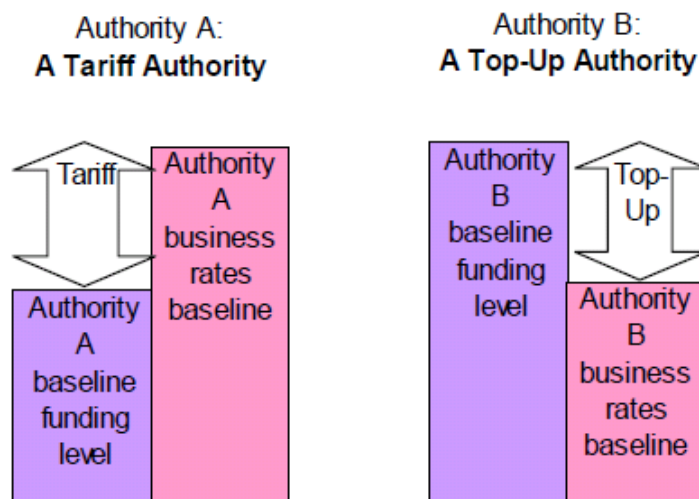 Authority A:
A Tariff Authority
Authority B:
A Top-Up Authority
Tariff
Authority
A
business
rates
baseline
Authority
A
baseline
funding
level
Authority
B
baseline
funding
level
Top-
Up
Authority
B
business
rates
baseline